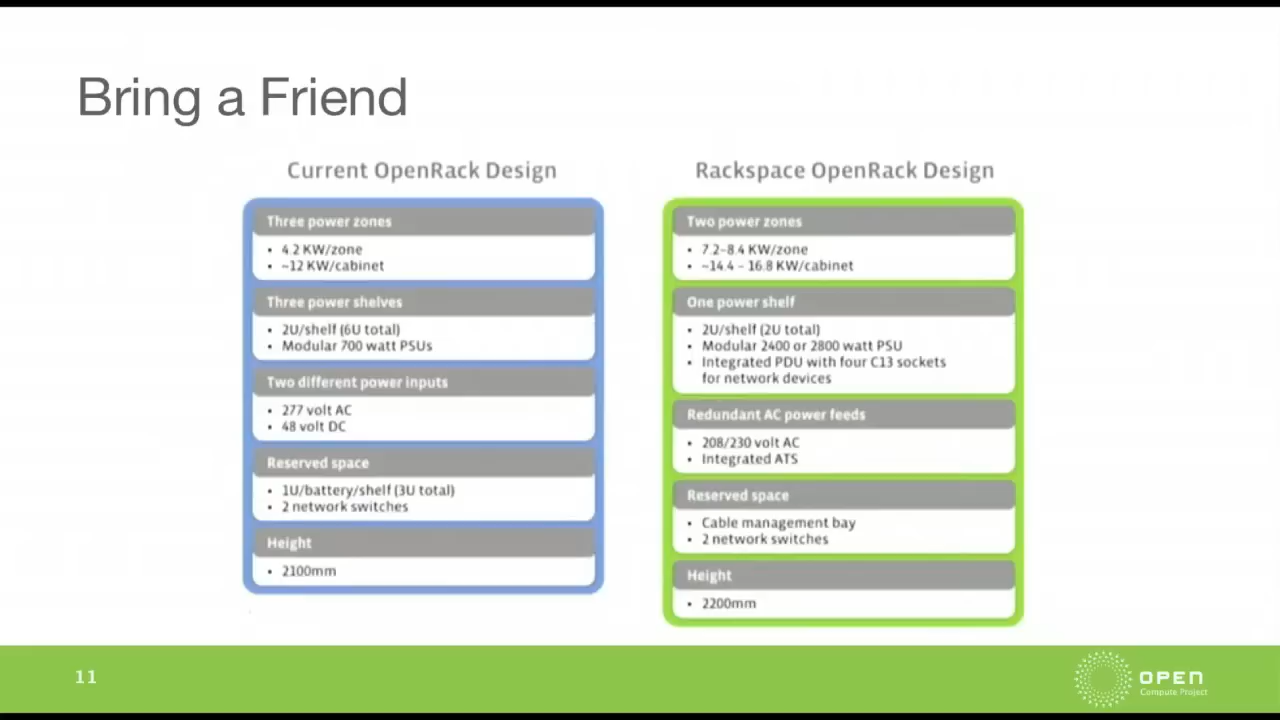 Bring a Friend
Current OpenRack Design
Three power zones
• 4.2 KW/zone
• ~12 KW/cabinet
Three power shelves
• 2U/shelf (6U total)
• Modular 700 watt PSUs
Two different power inputs
• 277 volt AC
• 48 volt DC
Reserved space
• 1U/battery/shelf (3U total)
• 2 network switches
Height
• 2100mm
Rackspace OpenRack Design
Two power zones
• 7.2–8.4 KW/zone
• ~14.4 – 16.8 KW/cabinet
One power shelf
• 2U/shelf (2U total)
• Modular 2400 or 2800 watt PSU
• Integrated PDU with four C13 sockets
for network devices
Redundant AC power feeds
• 208/230 volt AC
• Integrated ATS
Reserved space
• Cable management bay
• 2 network switches
Height
• 2200mm
11
OPEN
Compute Project